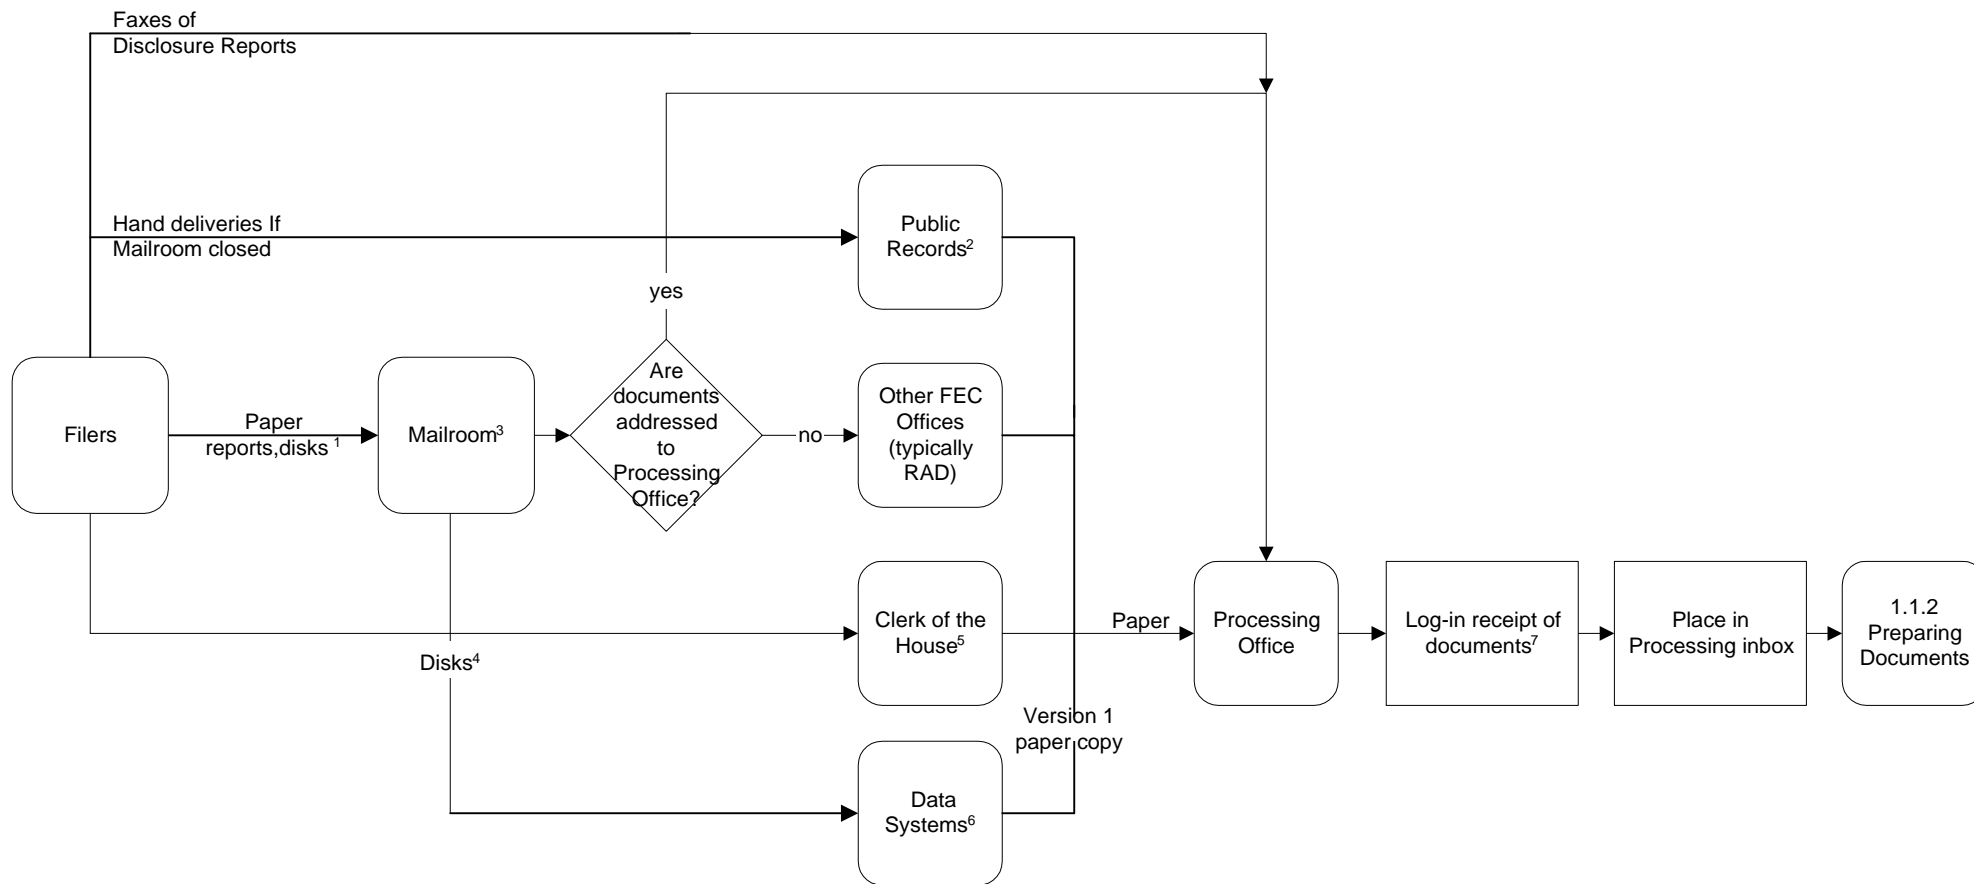 Faxes of
Disclosure Reports
Hand deliveries If
Mailroom closed
Public
Records²
yes
Filers
Paper
reports,disks ¹
Mailroom³
Are
documents
addressed
to
Processing
Office?
no
Other FEC
Offices
(typically
RAD)
Disks⁴
Clerk of the
House⁵
Paper
Processing
Office
Log-in receipt of
documents⁷
Place in
Processing inbox
1.1.2
Preparing
Documents
Version 1
paper copy
Data
Systems⁶